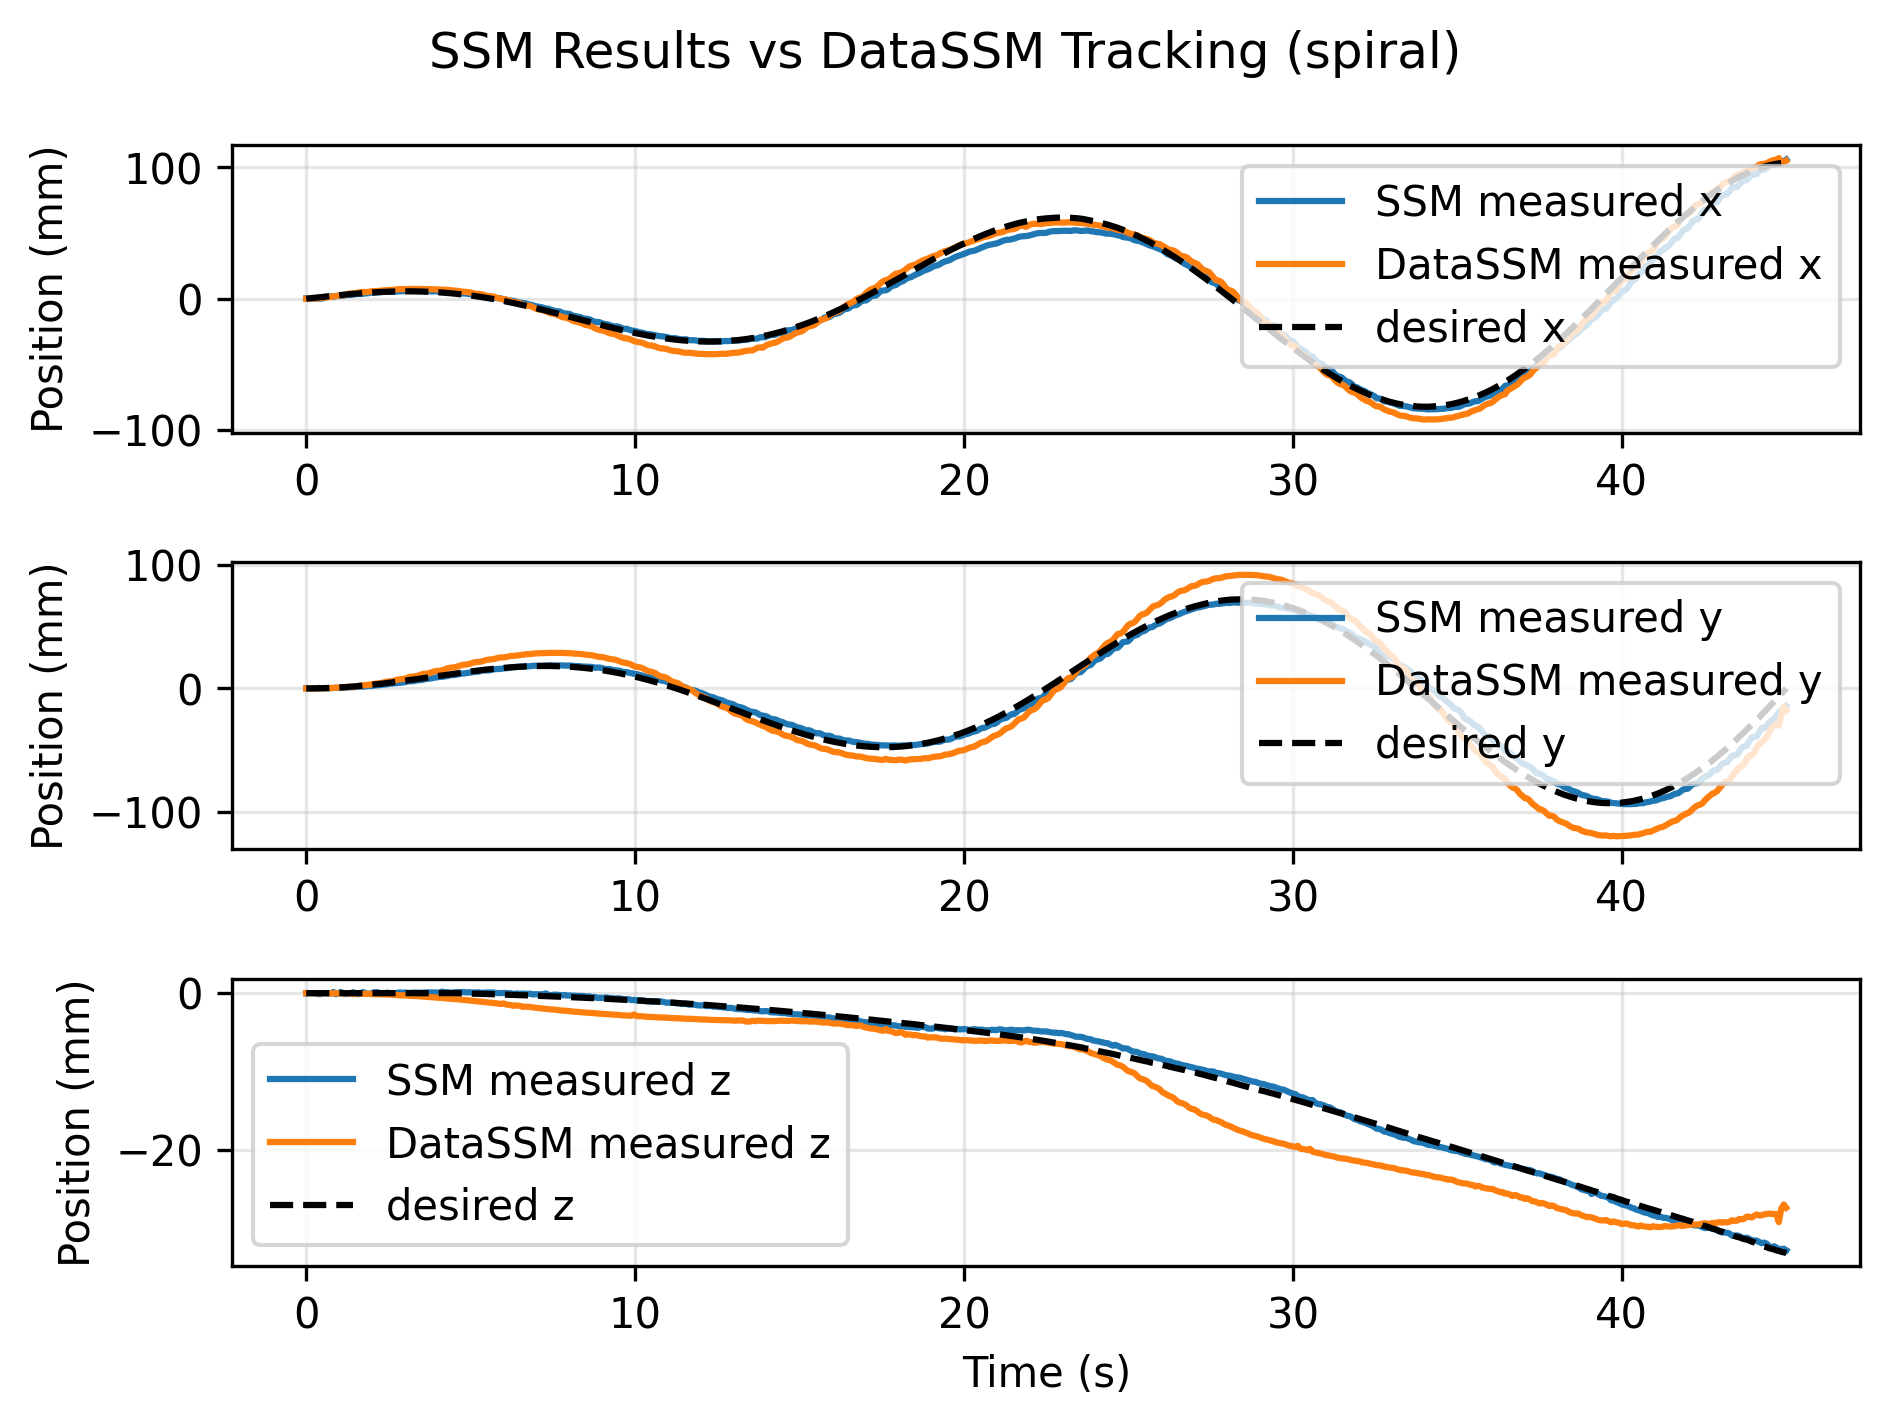 SSM Results vs DataSSM Tracking (spiral)
Position (mm)
100
0
−100
SSM measured x
DataSSM measured x
desired x
0 10 20 30 40
Position (mm)
100
0
−100
SSM measured y
DataSSM measured y
desired y
0 10 20 30 40
Position (mm)
0
−20
SSM measured z
DataSSM measured z
desired z
0 10 20 30 40
Time (s)